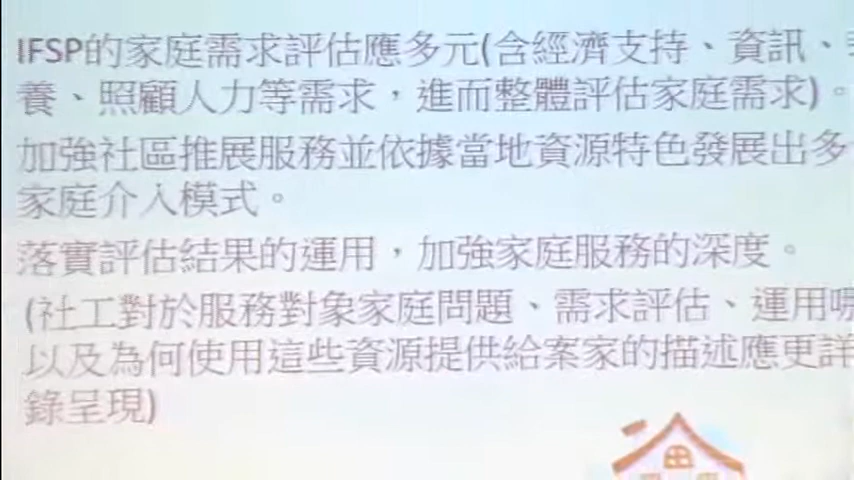 IFSP的家庭需求評估應多元(含經濟支持、資訊、
養、照顧人力等需求，進而整體評估家庭需求)。
加強社區推展服務並依據當地資源特色發展出多
家庭介入模式。
落實評估結果的運用，加強家庭服務的深度。
(社工對於服務對象家庭問題、需求評估、運用
以及為何使用這些資源提供給案家的描述應更詳
錄呈現)